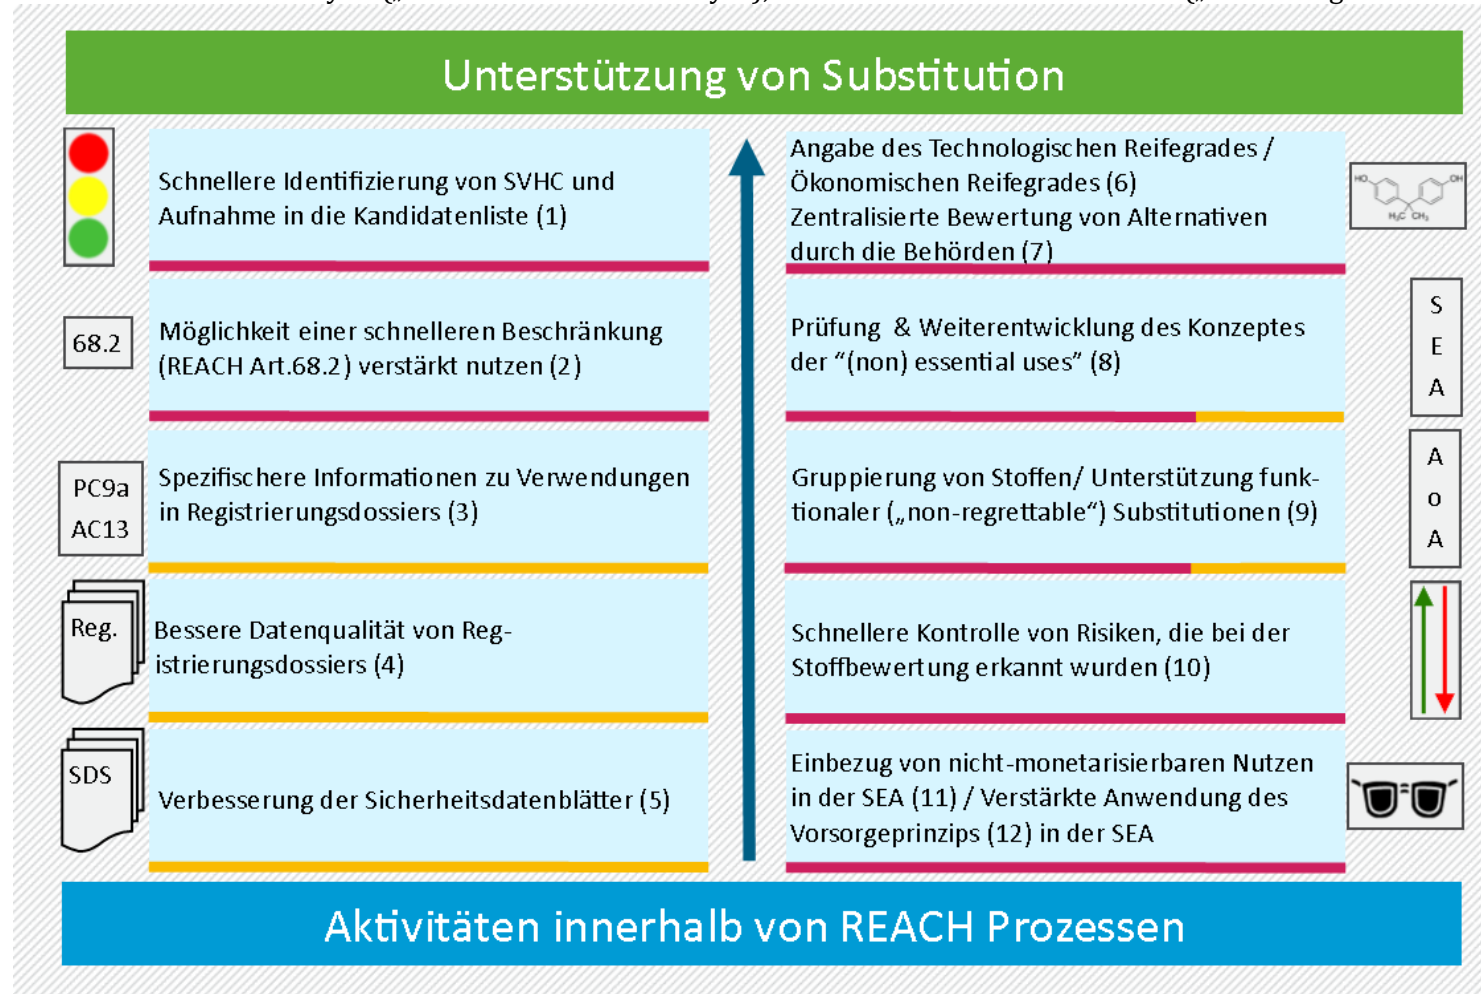 Unterstützung von Substitution
Schnellere Identifizierung von SVHC und
Aufnahme in die Kandidatenliste (1)
68.2
Möglichkeit einer schnelleren Beschränkung
(REACH Art.68.2) verstärkt nutzen (2)
PC9a
AC13
Spezifischere Informationen zu Verwendungen
in Registrierungsdossiers (3)
Reg.
Bessere Datenqualität von Reg-
istrierungsdossiers (4)
SDS
Verbesserung der Sicherheitsdatenblätter (5)
Angabe des Technologischen Reifegrades /
Ökonomischen Reifegrades (6)
Zentralisierte Bewertung von Alternativen
durch die Behörden (7)
HO
OH
H₃C CH₃
Prüfung & Weiterentwicklung des Konzeptes
der “(non) essential uses” (8)
S
E
A
Gruppierung von Stoffen/ Unterstützung funk-
tionaler („non-regrettable“) Substitutionen (9)
A
o
A
Schnellere Kontrolle von Risiken, die bei der
Stoffbewertung erkannt wurden (10)
Einbezug von nicht-monetarisierbaren Nutzen
in der SEA (11) / Verstärkte Anwendung des
Vorsorgeprinzips (12) in der SEA
Aktivitäten innerhalb von REACH Prozessen